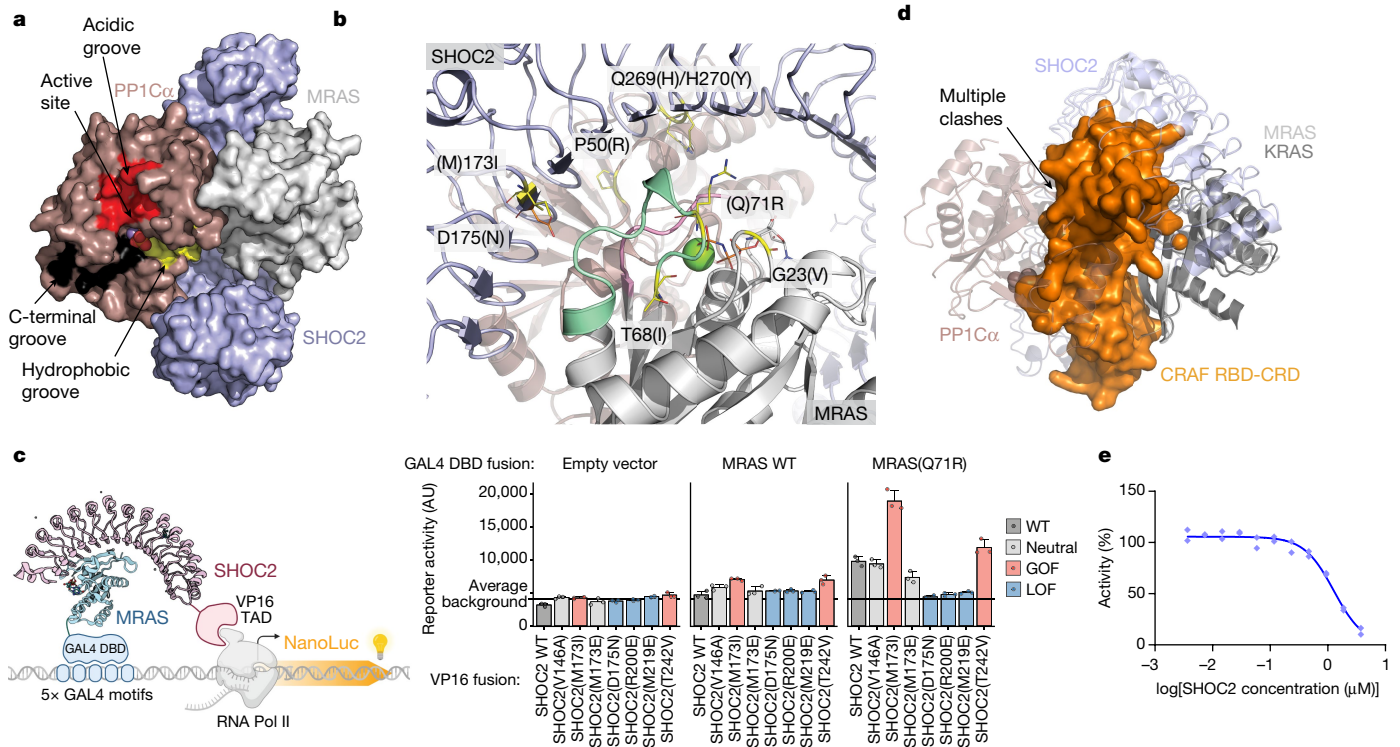 a
Acidic
groove
Active
site
PP1Cα
MRAS
C-terminal
groove
Hydrophobic
groove
SHOC2
b
SHOC2
Q269(H)/H270(Y)
P50(R)
(M)173I
(Q)71R
D175(N)
G23(V)
T68(I)
MRAS
d
SHOC2
Multiple
clashes
MRAS
KRAS
PP1Cα
CRAF RBD-CRD
c
SHOC2
MRAS
VP16
TAD
NanoLuc
GAL4 DBD
5× GAL4 motifs
RNA Pol II
GAL4 DBD fusion:
Empty vector
MRAS WT
MRAS(Q71R)
Reporter activity (AU)
20,000
15,000
10,000
5,000
0
Average
background
WT
Neutral
GOF
LOF
VP16 fusion:
SHOC2 WT
SHOC2(V146A)
SHOC2(M173I)
SHOC2(M173E)
SHOC2(D175N)
SHOC2(R200E)
SHOC2(M219E)
SHOC2(T242V)
SHOC2 WT
SHOC2(V146A)
SHOC2(M173I)
SHOC2(M173E)
SHOC2(D175N)
SHOC2(R200E)
SHOC2(M219E)
SHOC2(T242V)
SHOC2 WT
SHOC2(V146A)
SHOC2(M173I)
SHOC2(M173E)
SHOC2(D175N)
SHOC2(R200E)
SHOC2(M219E)
SHOC2(T242V)
e
Activity (%)
150
100
50
0
−3
−2
−1
0
1
log[SHOC2 concentration (μM)]